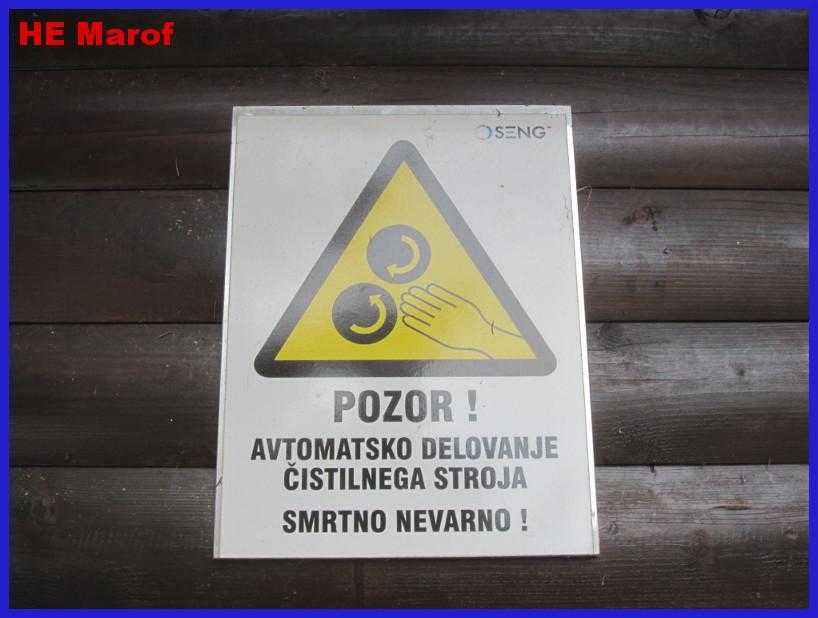 HE Marof
SENG
POZOR !
AVTOMATSKO DELOVANJE
ČISTILNEGA STROJA
SMRTNO NEVARNO !